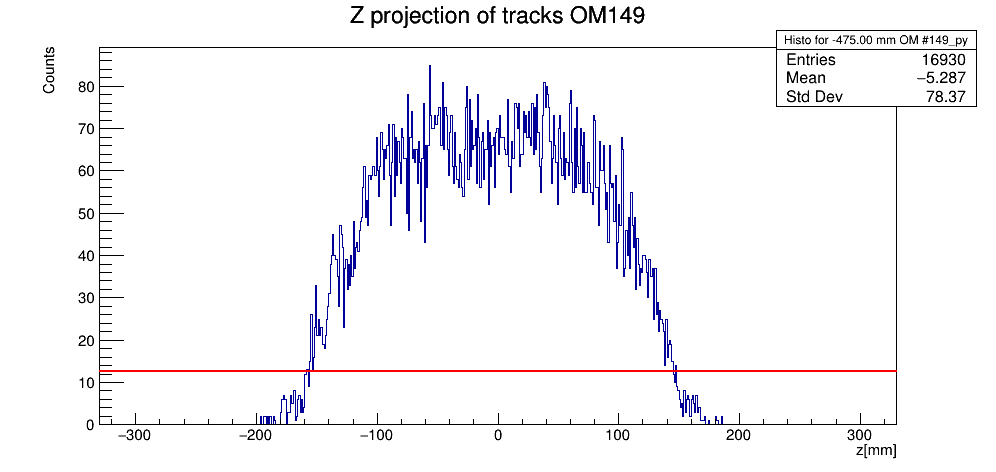 Z projection of tracks OM149
Histo for -475.00 mm OM #149_py
Entries 16930
Mean −5.287
Std Dev 78.37
Counts
80
70
60
50
40
30
20
10
0
−300 −200 −100 0 100 200 300
z[mm]